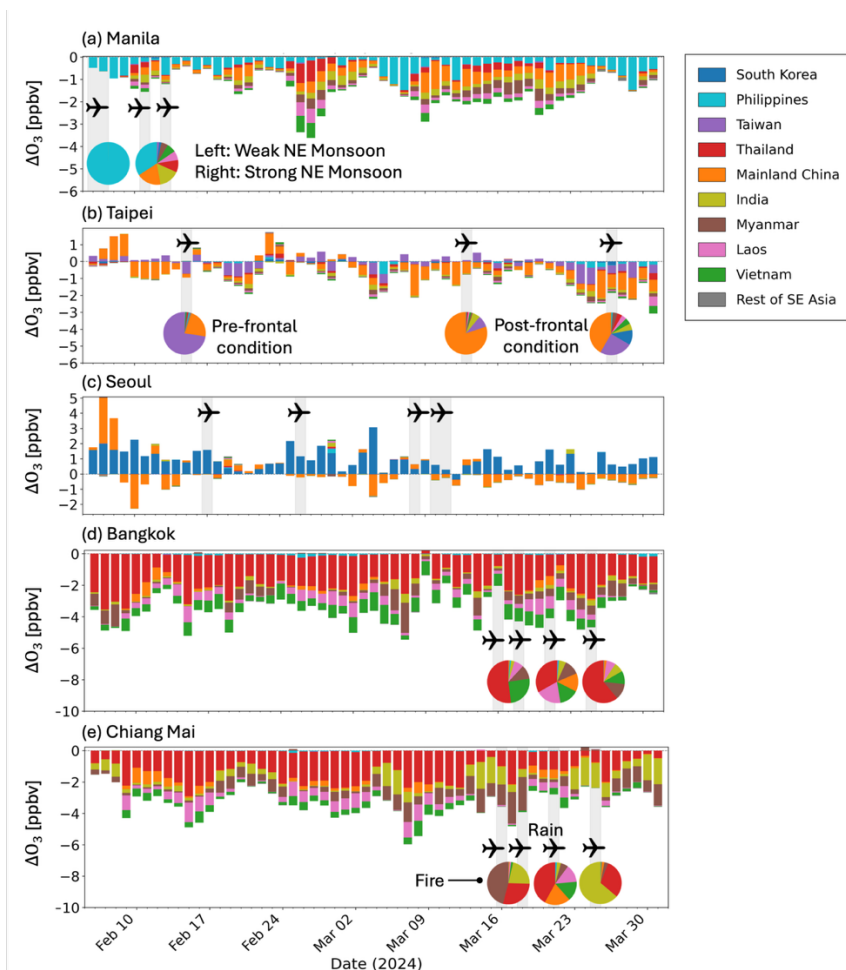 (a) Manila
ΔO3 [ppbv]
0
-1
-2
-3
-4
-5
-6
Left: Weak NE Monsoon
Right: Strong NE Monsoon
South Korea
Philippines
Taiwan
Thailand
Mainland China
India
Myanmar
Laos
Vietnam
Rest of SE Asia
(b) Taipei
ΔO3 [ppbv]
1
0
-1
-2
-3
-4
-5
-6
Pre-frontal
condition
Post-frontal
condition
(c) Seoul
ΔO3 [ppbv]
5
4
3
2
1
0
-1
-2
(d) Bangkok
ΔO3 [ppbv]
0
-2
-4
-6
-8
-10
(e) Chiang Mai
ΔO3 [ppbv]
0
-2
-4
-6
-8
-10
Rain
Fire
Feb 10
Feb 17
Feb 24
Mar 02
Mar 09
Mar 16
Mar 23
Mar 30
Date (2024)